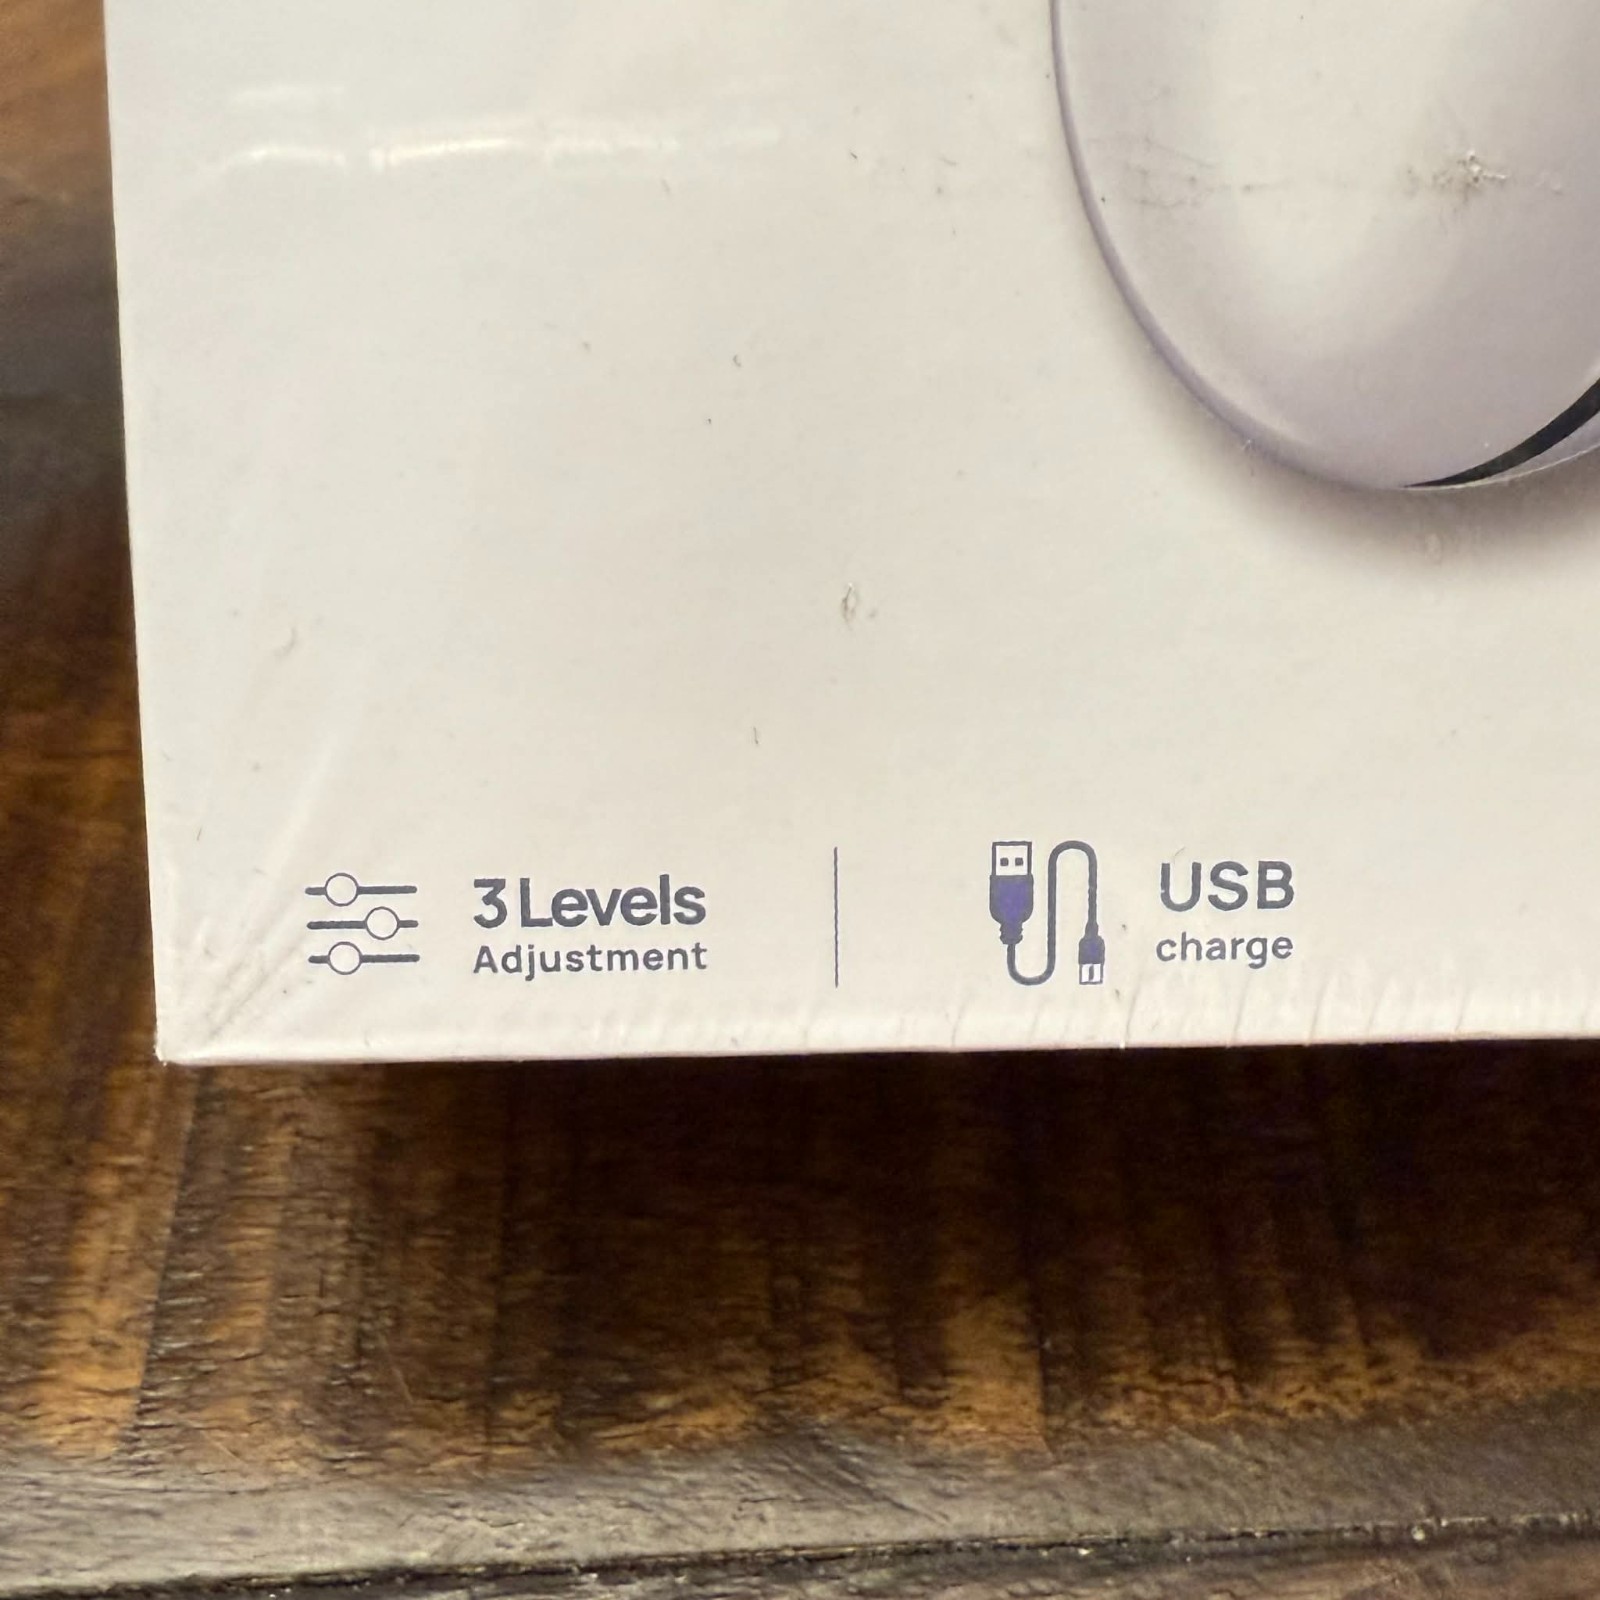 3 Levels
Adjustment
USB
charge